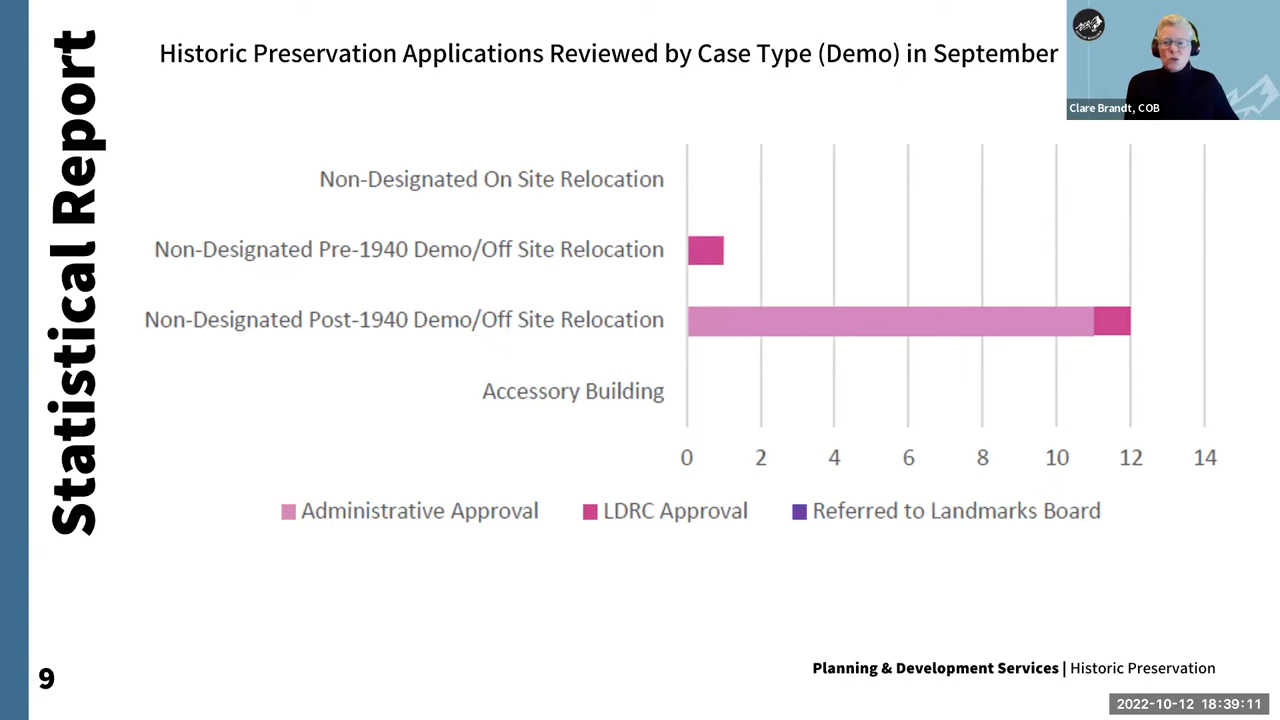 Statistical Report
Historic Preservation Applications Reviewed by Case Type (Demo) in September
Clare Brandt, COB
Non-Designated On Site Relocation
Non-Designated Pre-1940 Demo/Off Site Relocation
Non-Designated Post-1940 Demo/Off Site Relocation
Accessory Building
0 2 4 6 8 10 12 14
Administrative Approval LDRC Approval Referred to Landmarks Board
9
Planning & Development Services | Historic Preservation
2022-10-12 18:39:11